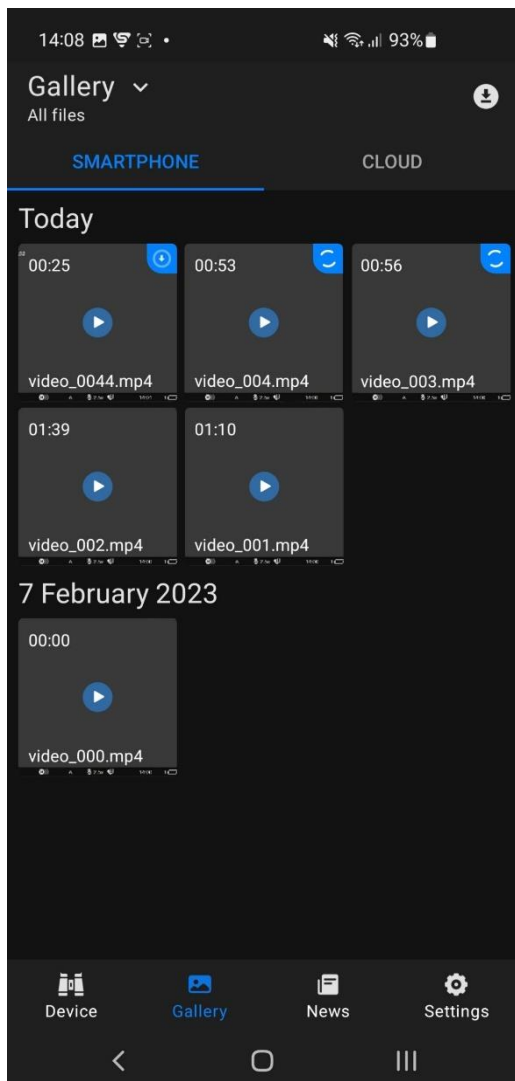 14:08 93%
Gallery
All files
SMARTPHONE CLOUD
Today
00:25 00:53 00:56
video_0044.mp4 video_004.mp4 video_003.mp4
01:39 01:10
video_002.mp4 video_001.mp4
7 February 2023
00:00
video_000.mp4
Device Gallery News Settings